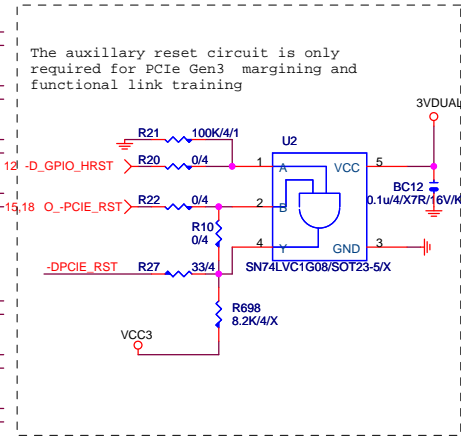 The auxillary reset circuit is only
required for PCIe Gen3 margining and
functional link training
3VDUAL
R21 100K/4/1
U2
12 -D_GPIO_HRST R20 0/4 1 A VCC 5
BC12
0.1u/4/X7R/16V/K
15,18 O_-PCIE_RST R22 0/4 2 B
R10
0/4
4 Y GND 3
-DPCIE_RST R27 33/4 SN74LVC1G08/SOT23-5/X
R698
8.2K/4/X
VCC3